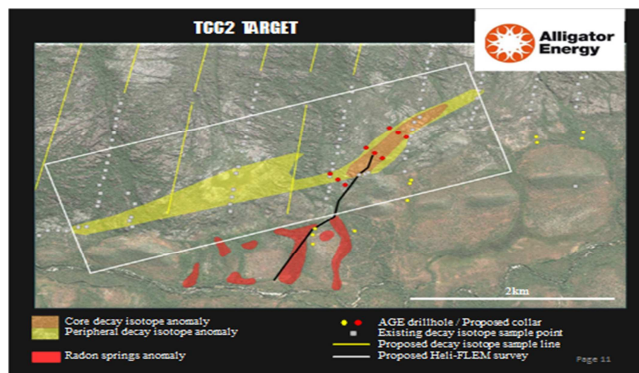 TCC2 TARGET
Alligator
Energy
2km
Core decay isotope anomaly
Peripheral decay isotope anomaly
Radon springs anomaly
AGE drillhole / Proposed collar
Existing decay isotope sample point
Proposed decay isotope sample line
Proposed Heli-FLEM survey
Page 11